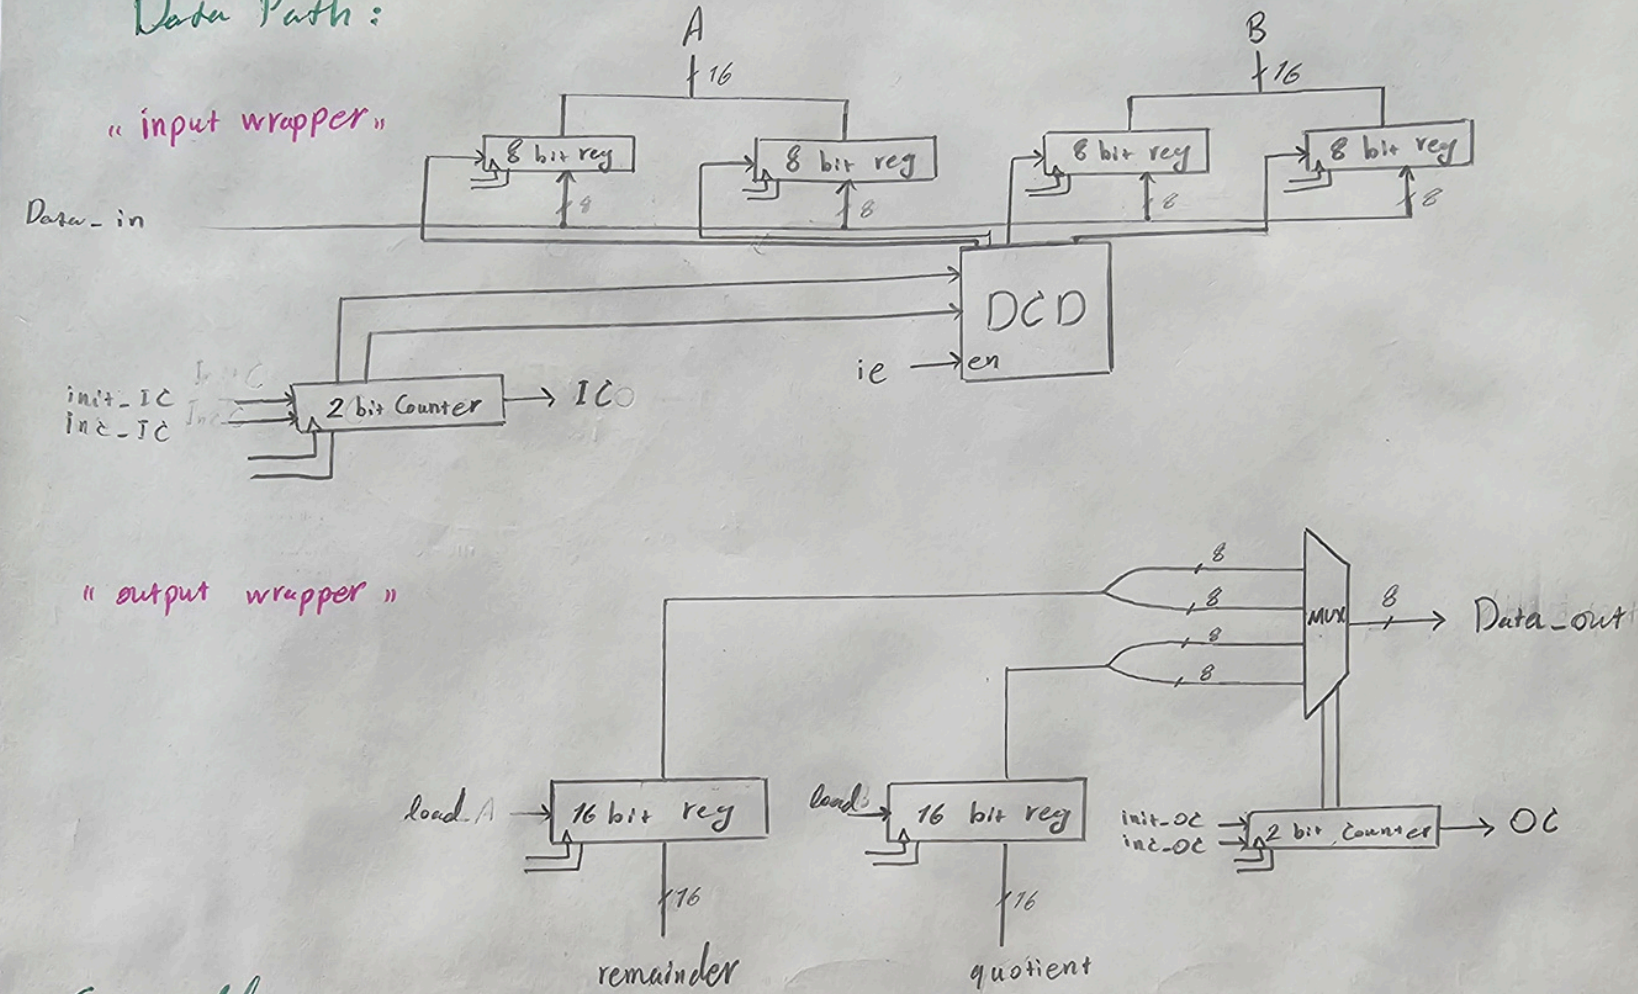 Data Path :
A
B
16
16
" input wrapper "
8 bit reg
8 bit reg
8 bit reg
8 bit reg
8
8
8
8
Data_in
DCD
ie
en
init_IC
inc_IC
2 bit Counter
IC
" output wrapper "
8
8
8
8
MUX
8
Data_out
load
16 bit reg
load
16 bit reg
init_OC
inc_OC
2 bit Counter
OC
16
16
remainder
quotient